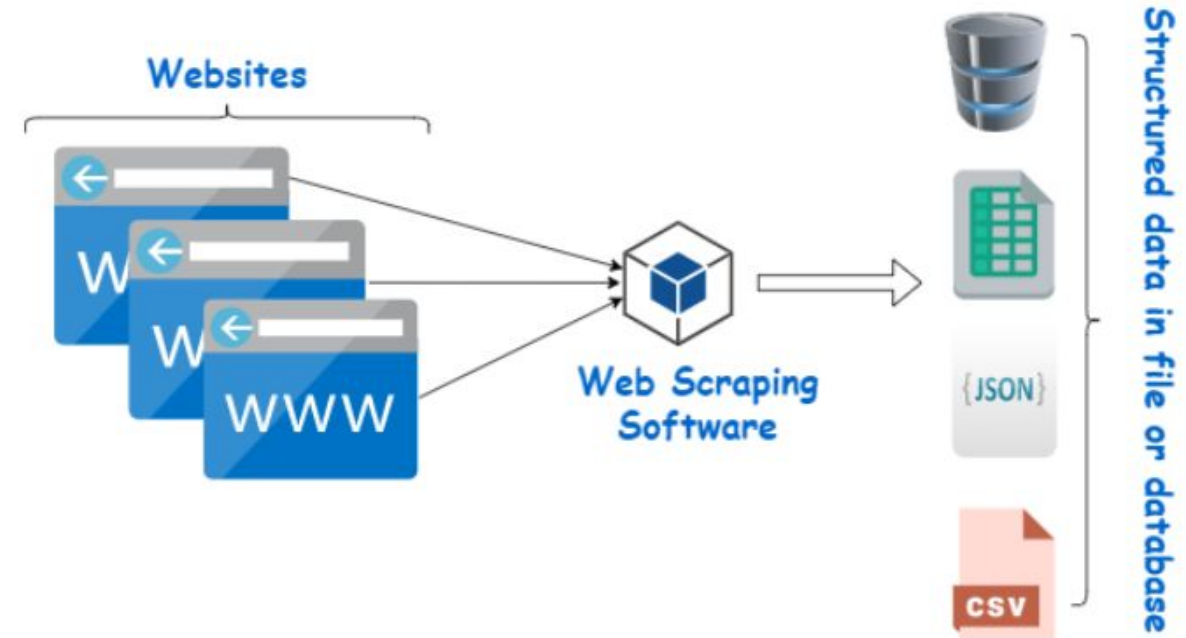 Websites
W
W
WWW
Web Scraping
Software
{JSON}
CSV
Structured data in file or database